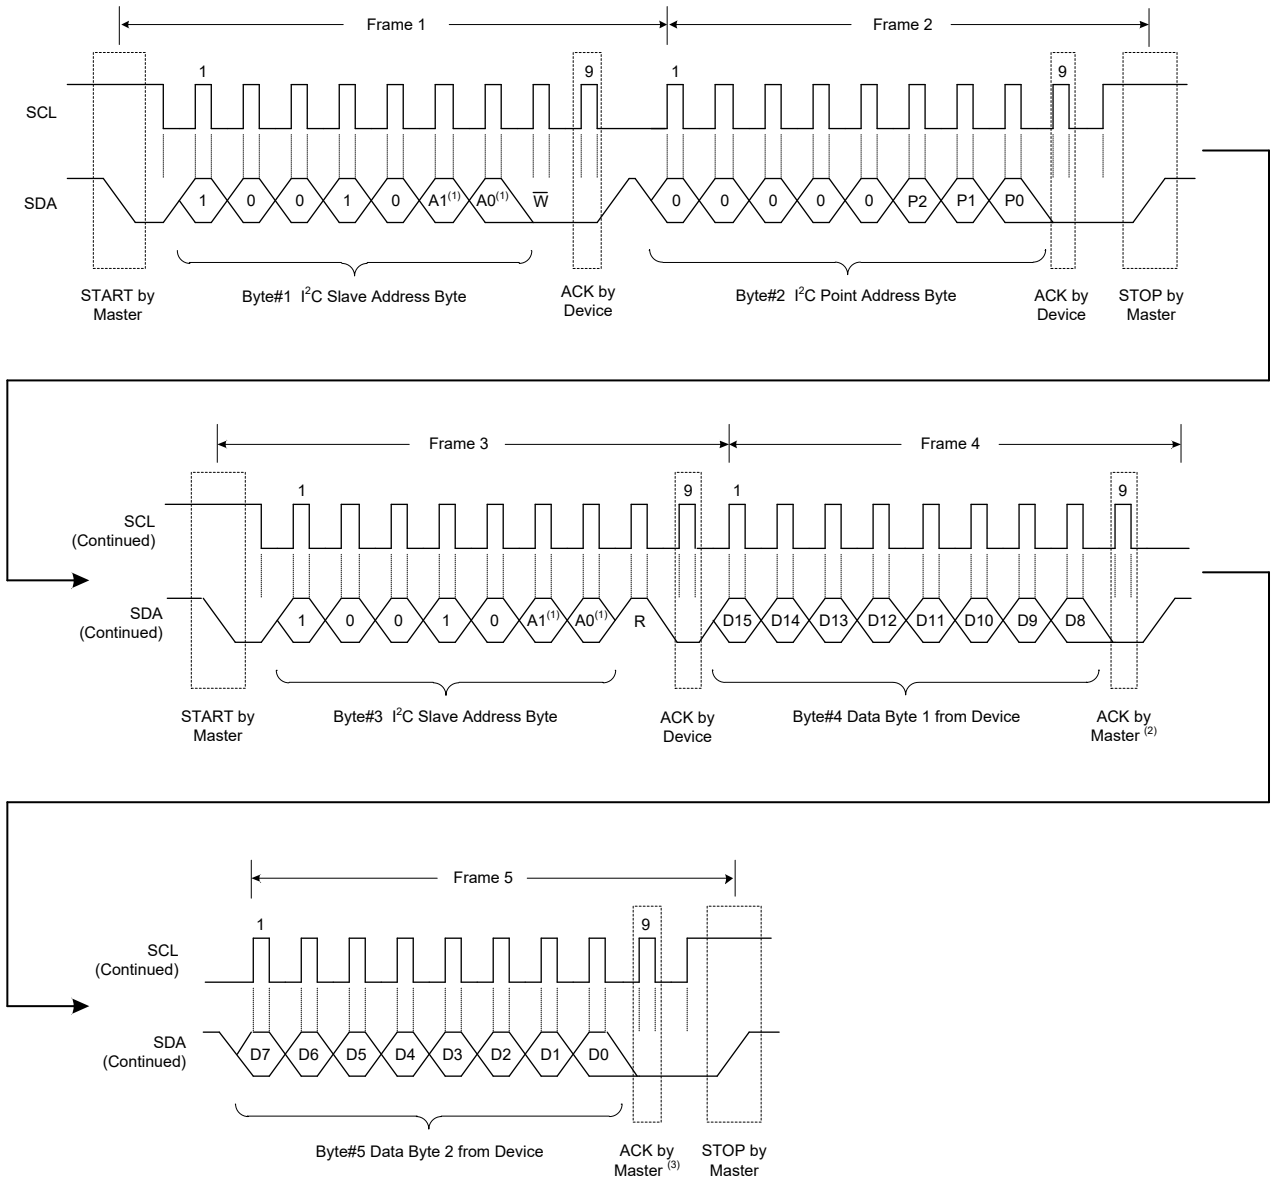 Frame 1
Frame 2
1
9
1
9
SCL
SDA
1 0 0 1 0 A1(1) A0(1) W̅
0 0 0 0 0 P2 P1 P0
START by
Master
Byte#1 I²C Slave Address Byte
ACK by
Device
Byte#2 I²C Point Address Byte
ACK by
Device
STOP by
Master
Frame 3
Frame 4
1
9
1
9
SCL
(Continued)
SDA
(Continued)
1 0 0 1 0 A1(1) A0(1) R
D15 D14 D13 D12 D11 D10 D9 D8
START by
Master
Byte#3 I²C Slave Address Byte
ACK by
Device
Byte#4 Data Byte 1 from Device
ACK by
Master (2)
Frame 5
1
9
SCL
(Continued)
SDA
(Continued)
D7 D6 D5 D4 D3 D2 D1 D0
Byte#5 Data Byte 2 from Device
ACK by
Master (3)
STOP by
Master